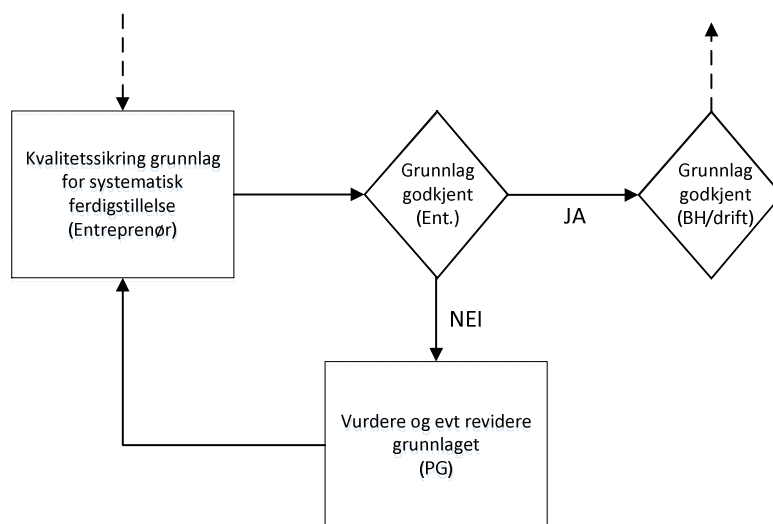 Kvalitetssikring grunnlag
for systematisk
ferdigstillelse
(Entreprenør)
Grunnlag
godkjent
(Ent.)
JA
Grunnlag
godkjent
(BH/drift)
NEI
Vurdere og evt revidere
grunnlaget
(PG)